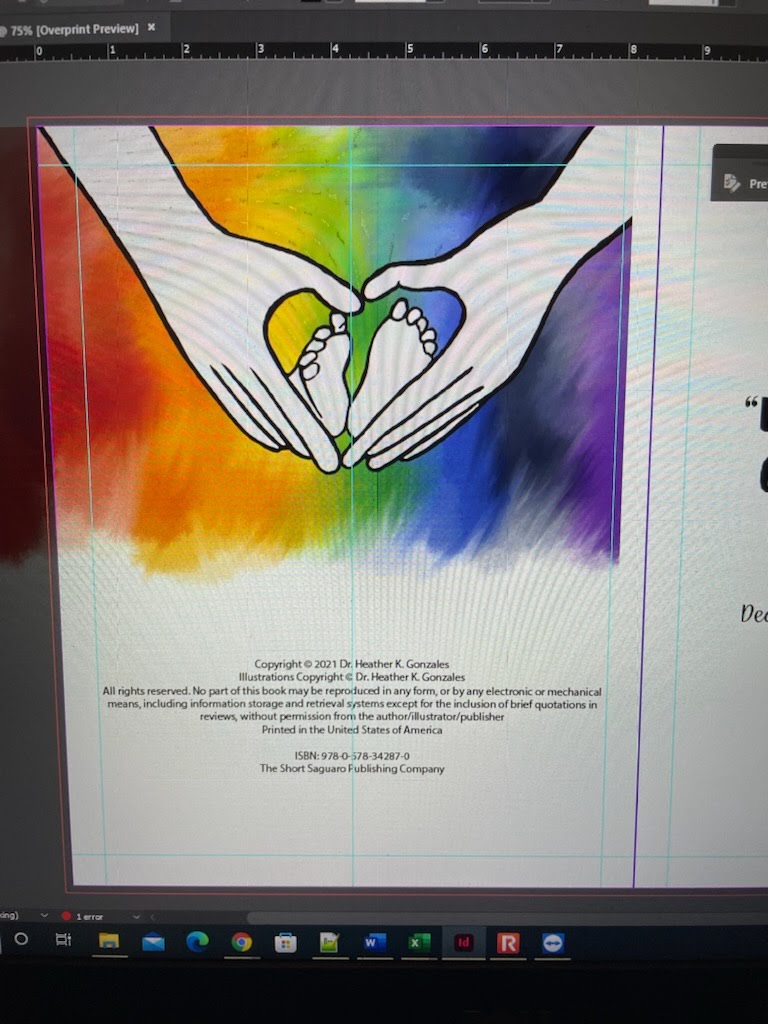 75% [Overprint Preview] ×
0 1 2 3 4 5 6 7 8 9
Pre
“
Dec
Copyright © 2021 Dr. Heather K. Gonzales
Illustrations Copyright © Dr. Heather K. Gonzales
All rights reserved. No part of this book may be reproduced in any form, or by any electronic or mechanical
means, including information storage and retrieval systems except for the inclusion of brief quotations in
reviews, without permission from the author/illustrator/publisher
Printed in the United States of America
ISBN: 978-0-578-34287-0
The Short Saguaro Publishing Company
king)
1 error
W
X
Id
R